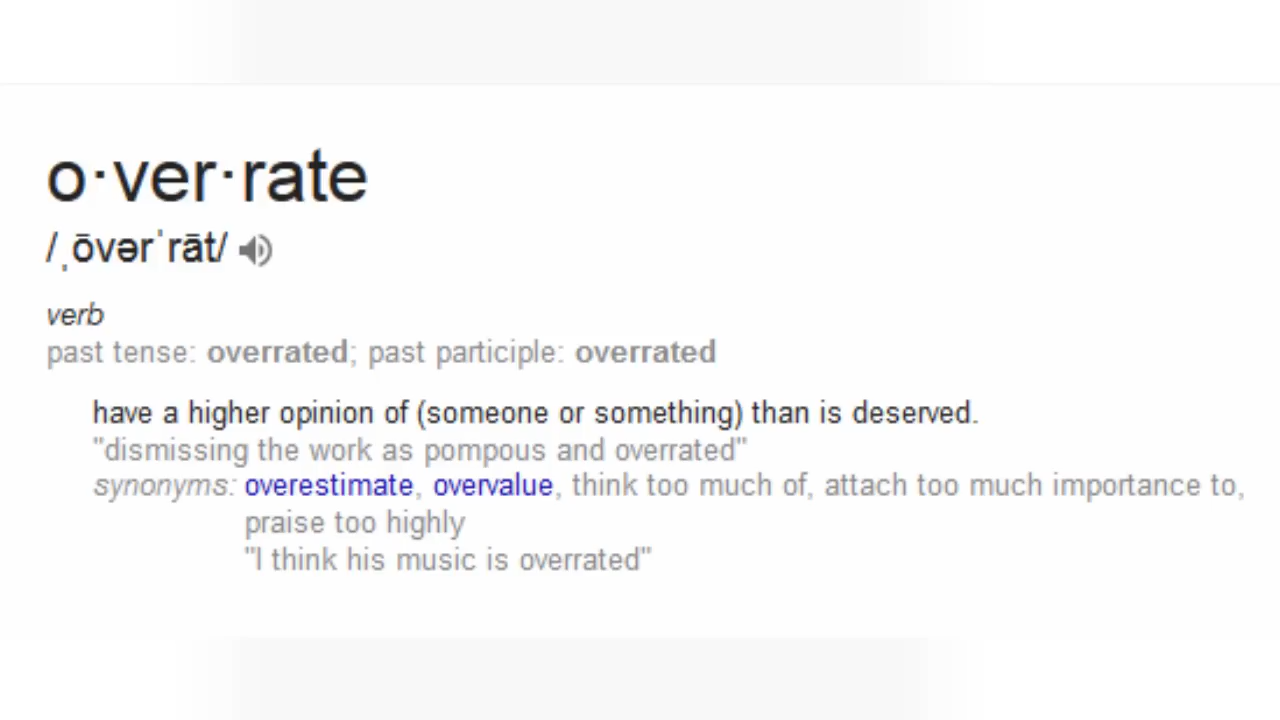 o·ver·rate
/ˌōvərˈrāt/
verb
past tense: overrated; past participle: overrated
have a higher opinion of (someone or something) than is deserved.
"dismissing the work as pompous and overrated"
synonyms: overestimate, overvalue, think too much of, attach too much importance to,
praise too highly
"I think his music is overrated"